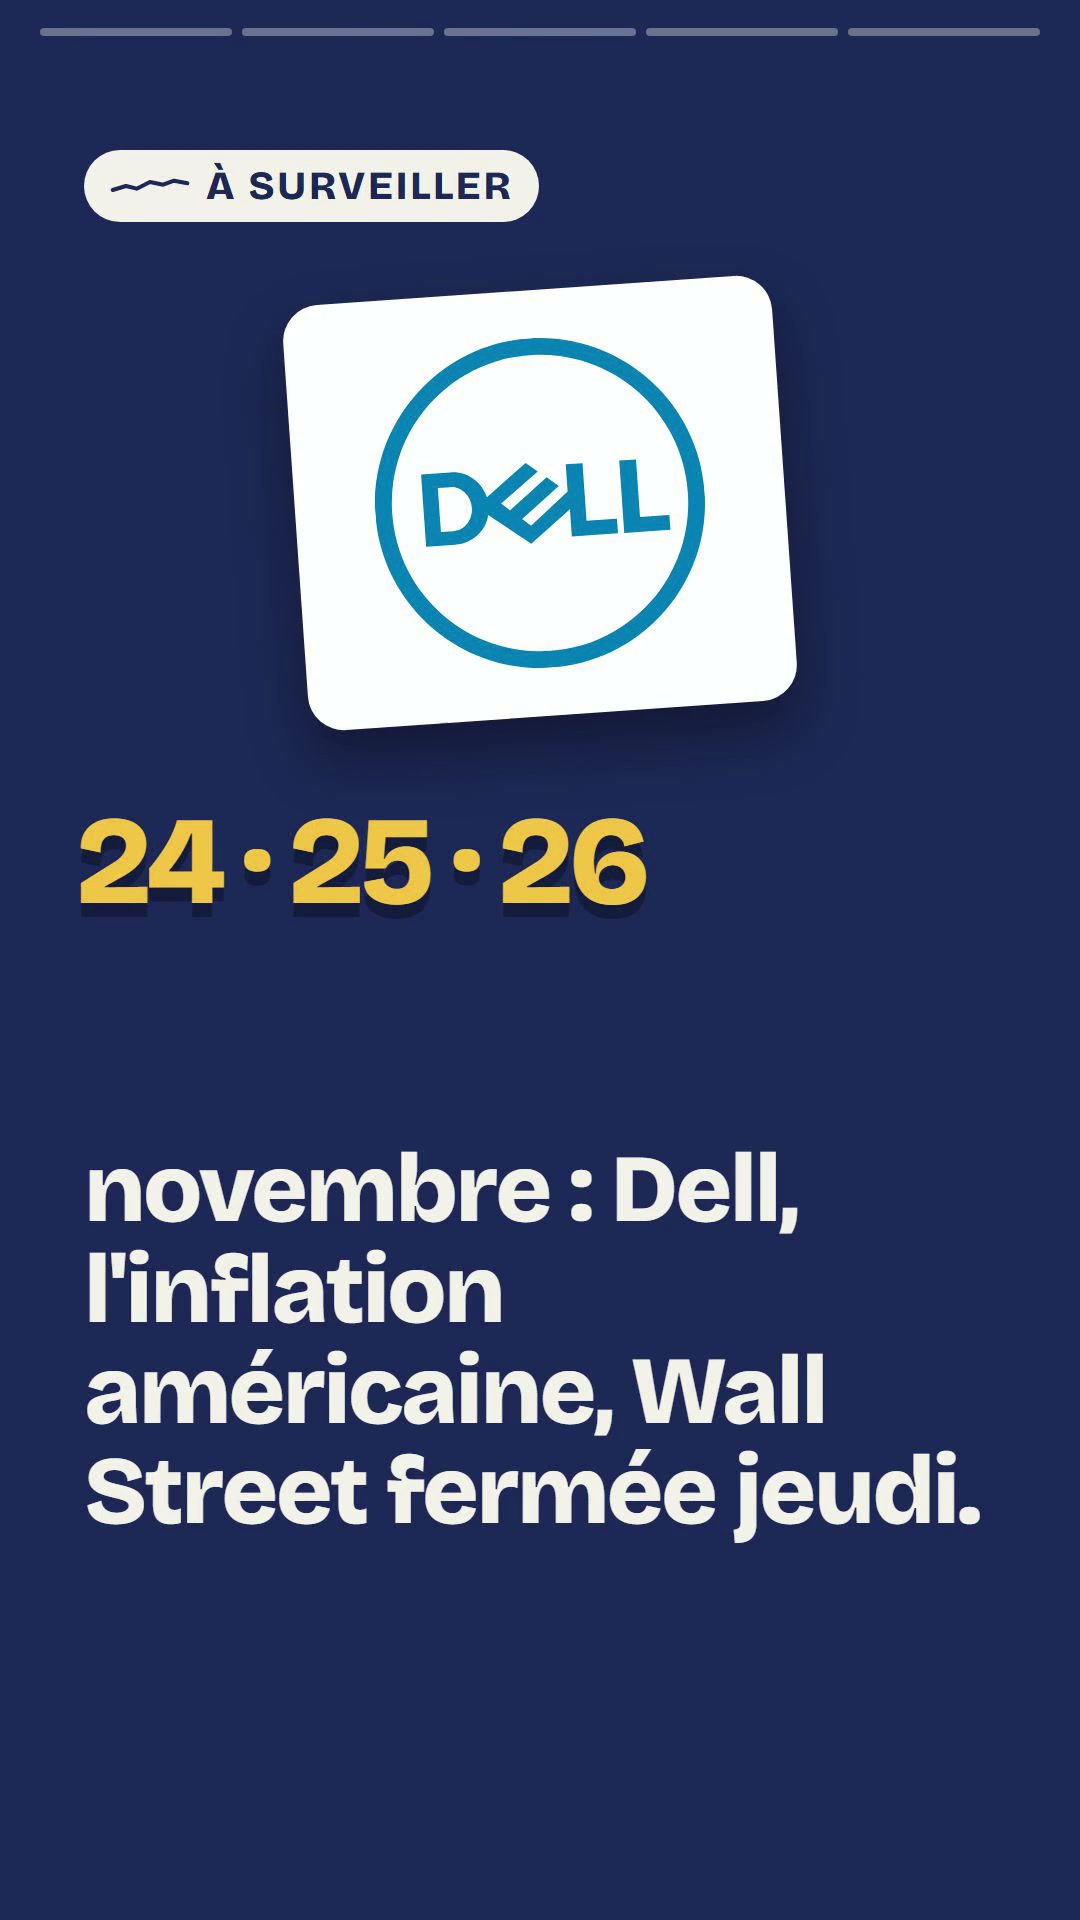 À SURVEILLER
DELL
24 · 25 · 26
novembre : Dell,
l'inflation
américaine, Wall
Street fermée jeudi.